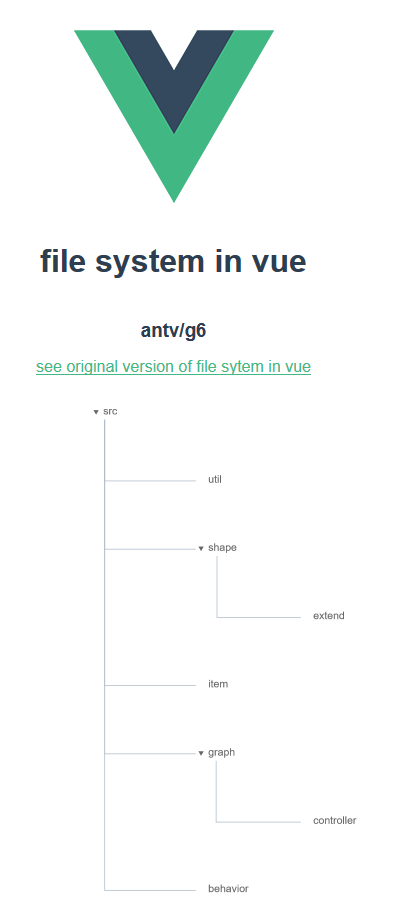 file system in vue
antv/g6
see original version of file sytem in vue
src
util
shape
extend
item
graph
controller
behavior